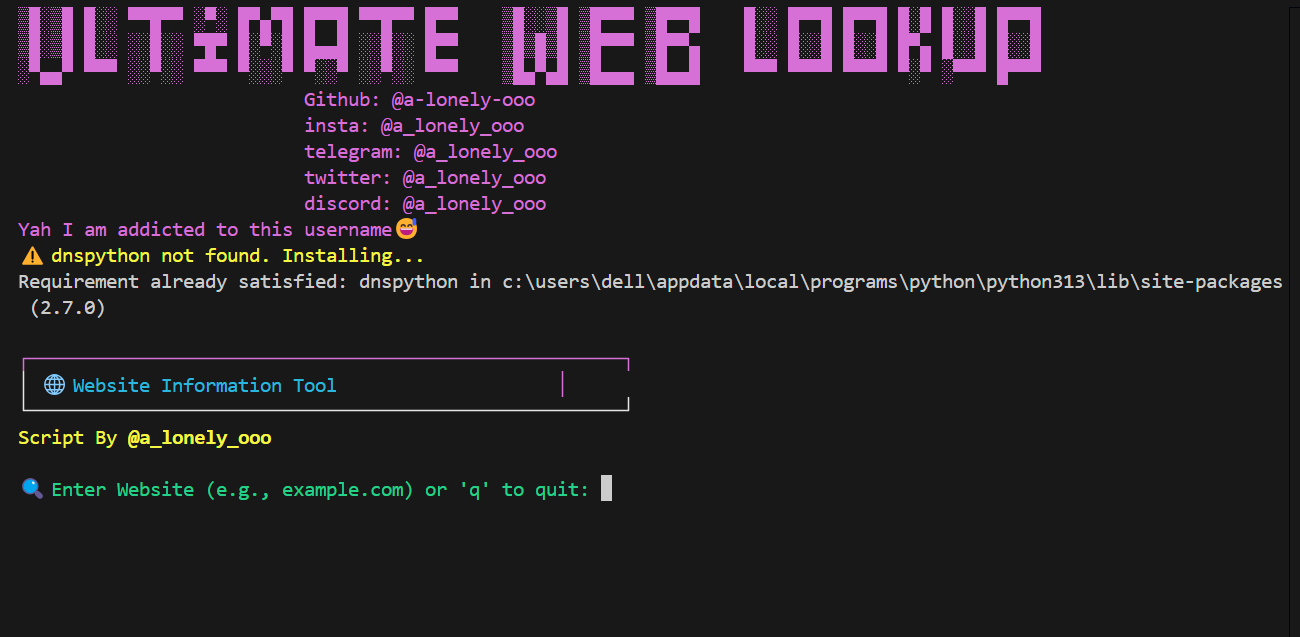 ULTiMATE WEB LOOKUP
Github: @a-lonely-ooo
insta: @a_lonely_ooo
telegram: @a_lonely_ooo
twitter: @a_lonely_ooo
discord: @a_lonely_ooo
Yah I am addicted to this username😅
⚠️ dnspython not found. Installing...
Requirement already satisfied: dnspython in c:\users\dell\appdata\local\programs\python\python313\lib\site-packages
(2.7.0)
🌐 Website Information Tool
Script By @a_lonely_ooo
🔍 Enter Website (e.g., example.com) or 'q' to quit: